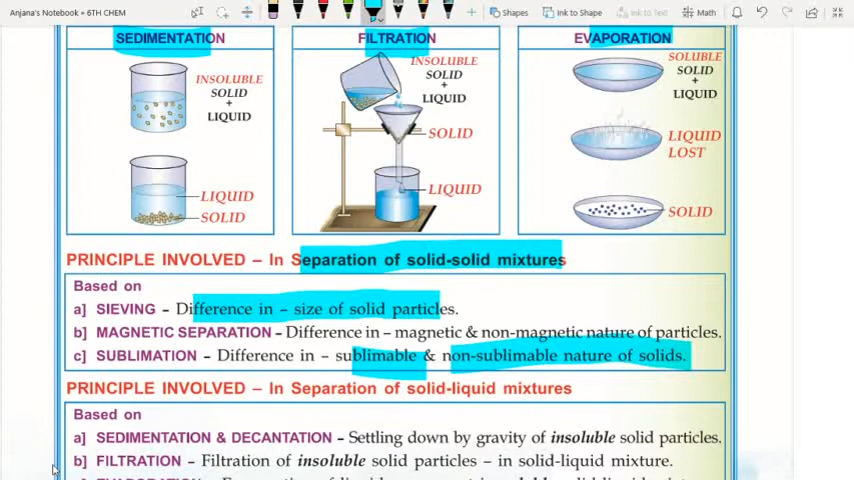 Anjana's Notebook » 6TH CHEM
Shapes
Ink to Shape
Ink to Text
Math
SEDIMENTATION
FILTRATION
EVAPORATION
INSOLUBLE
SOLID
+
LIQUID
LIQUID
SOLID
INSOLUBLE
SOLID
+
LIQUID
SOLID
LIQUID
SOLUBLE
SOLID
+
LIQUID
LIQUID
LOST
SOLID
PRINCIPLE INVOLVED – In Separation of solid-solid mixtures
Based on
a] SIEVING – Difference in – size of solid particles.
b] MAGNETIC SEPARATION – Difference in – magnetic & non-magnetic nature of particles.
c] SUBLIMATION – Difference in – sublimable & non-sublimable nature of solids.
PRINCIPLE INVOLVED – In Separation of solid-liquid mixtures
Based on
a] SEDIMENTATION & DECANTATION – Settling down by gravity of insoluble solid particles.
b] FILTRATION – Filtration of insoluble solid particles – in solid-liquid mixture.